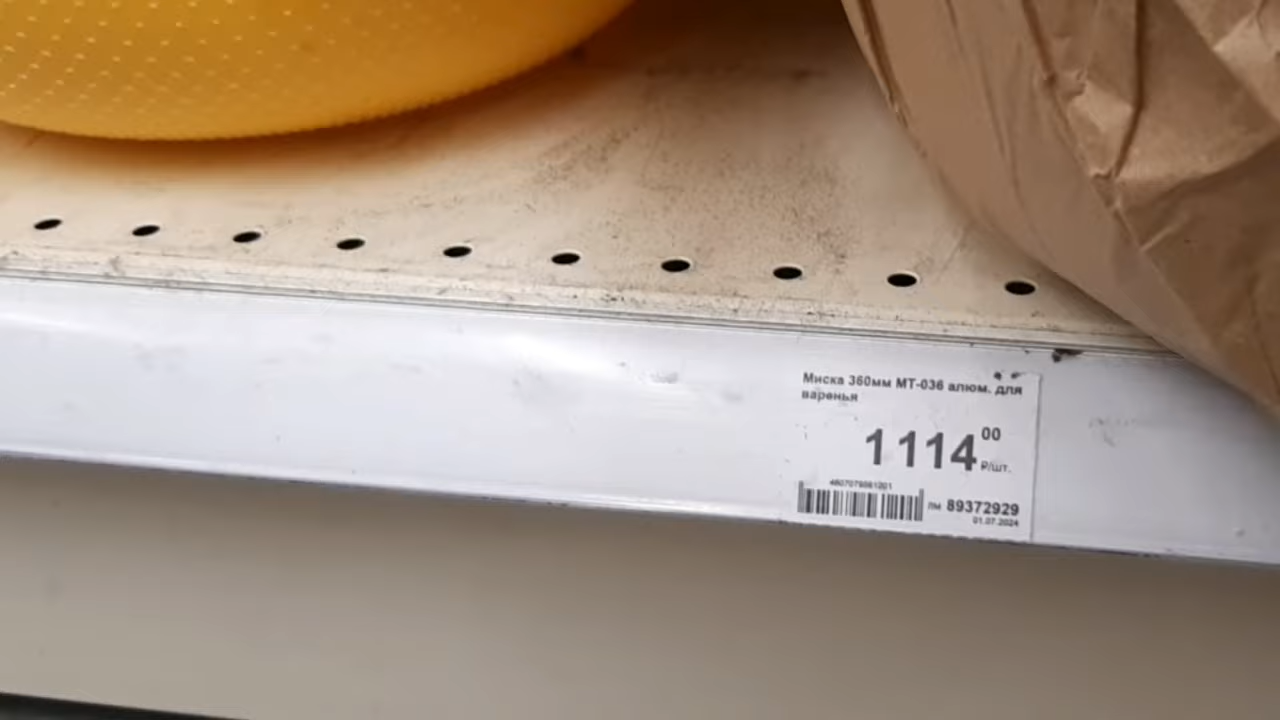 Миска 360мм МТ-036 алюм. для
варенья
1114 00
₽/шт.
4607079861201
ЛМ 89372929
01.07.2024